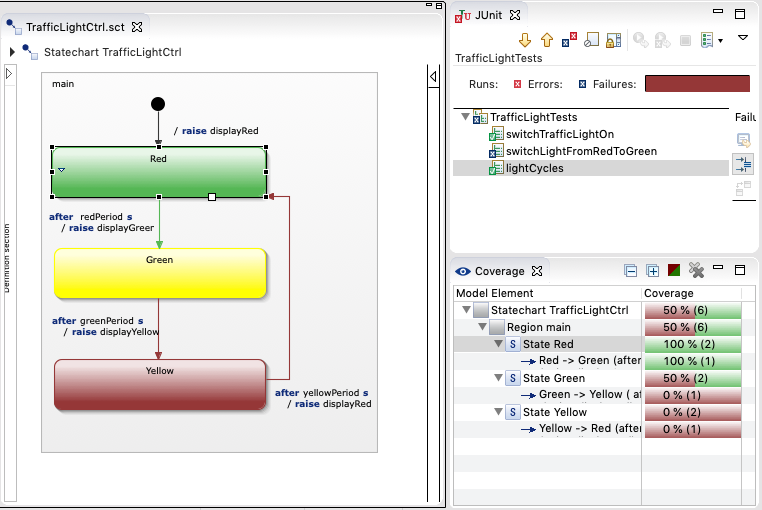 TrafficLightCtrl.sct
Statechart TrafficLightCtrl
main
/ raise displayRed
Red
after redPeriod s
/ raise displayGreer
Green
after greenPeriod s
/ raise displayYellow
Yellow
after yellowPeriod s
/ raise displayRed
Definition section
JUnit
TrafficLightTests
Runs: Errors: Failures:
TrafficLightTests
switchTrafficLightOn
switchLightFromRedToGreen
lightCycles
Failu
Coverage
Model Element Coverage
Statechart TrafficLightCtrl 50 % (6)
Region main 50 % (6)
S State Red 100 % (2)
Red -> Green (after 100 % (1)
S State Green 50 % (2)
Green -> Yellow ( af 0 % (1)
S State Yellow 0 % (2)
Yellow -> Red (after 0 % (1)